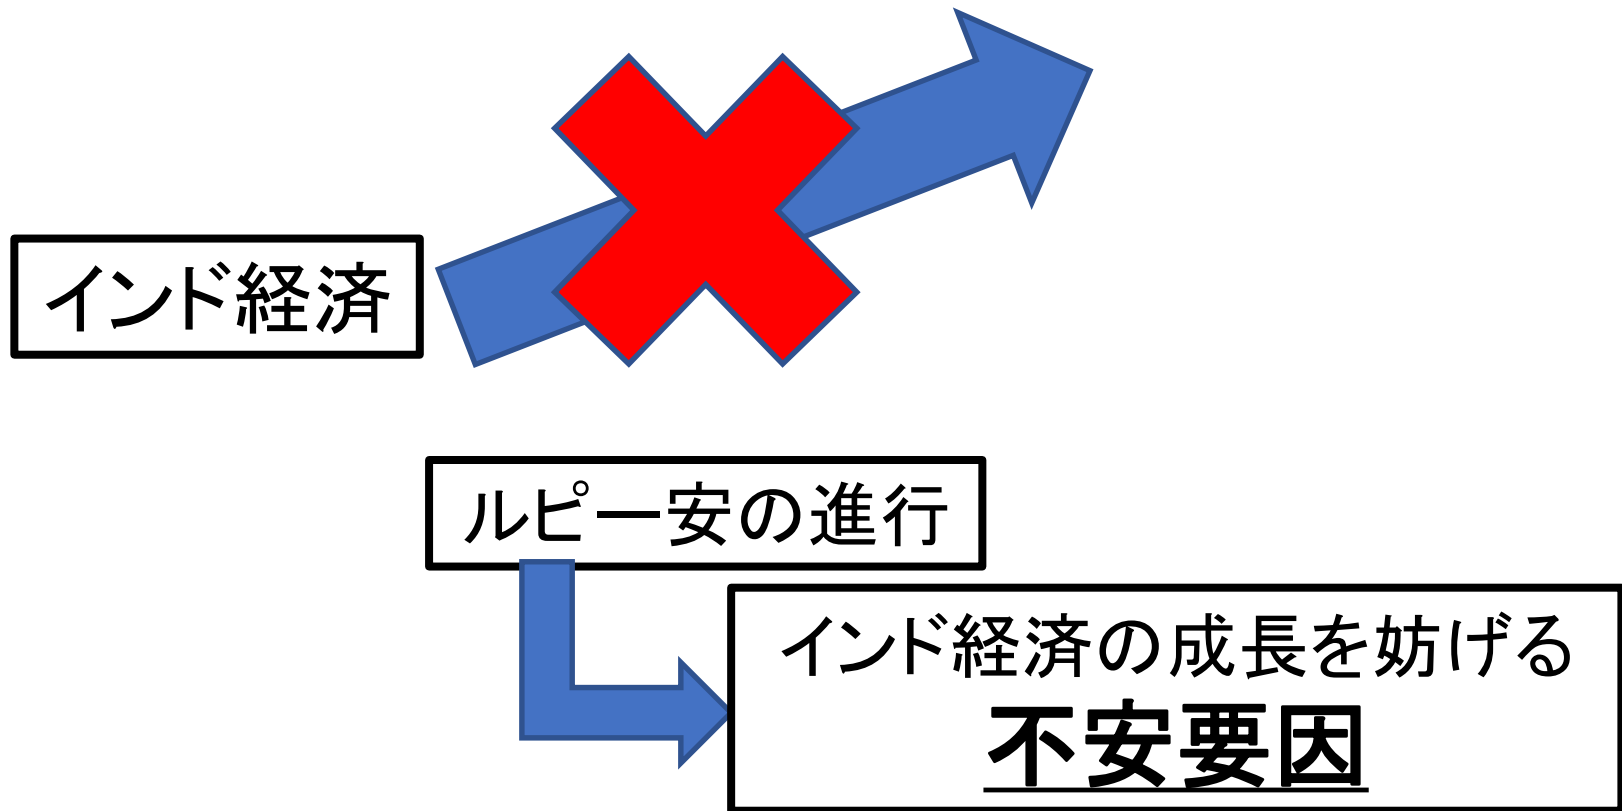 インド経済
ルピー安の進行
インド経済の成長を妨げる
不安要因